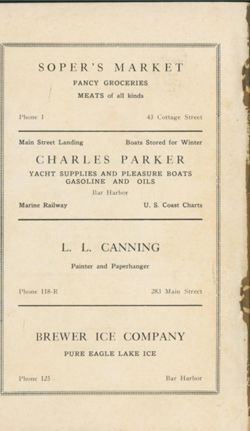 SOPER'S MARKET
FANCY GROCERIES
MEATS of all kinds
Phone 1 43 Cottage Street
Main Street Landing Boats Stored for Winter
CHARLES PARKER
YACHT SUPPLIES AND PLEASURE BOATS
GASOLINE AND OILS
Bar Harbor
Marine Railway U. S. Coast Charts
L. L. CANNING
Painter and Paperhanger
Phone 118-R 283 Main Street
BREWER ICE COMPANY
PURE EAGLE LAKE ICE
Phone 125 Bar Harbor